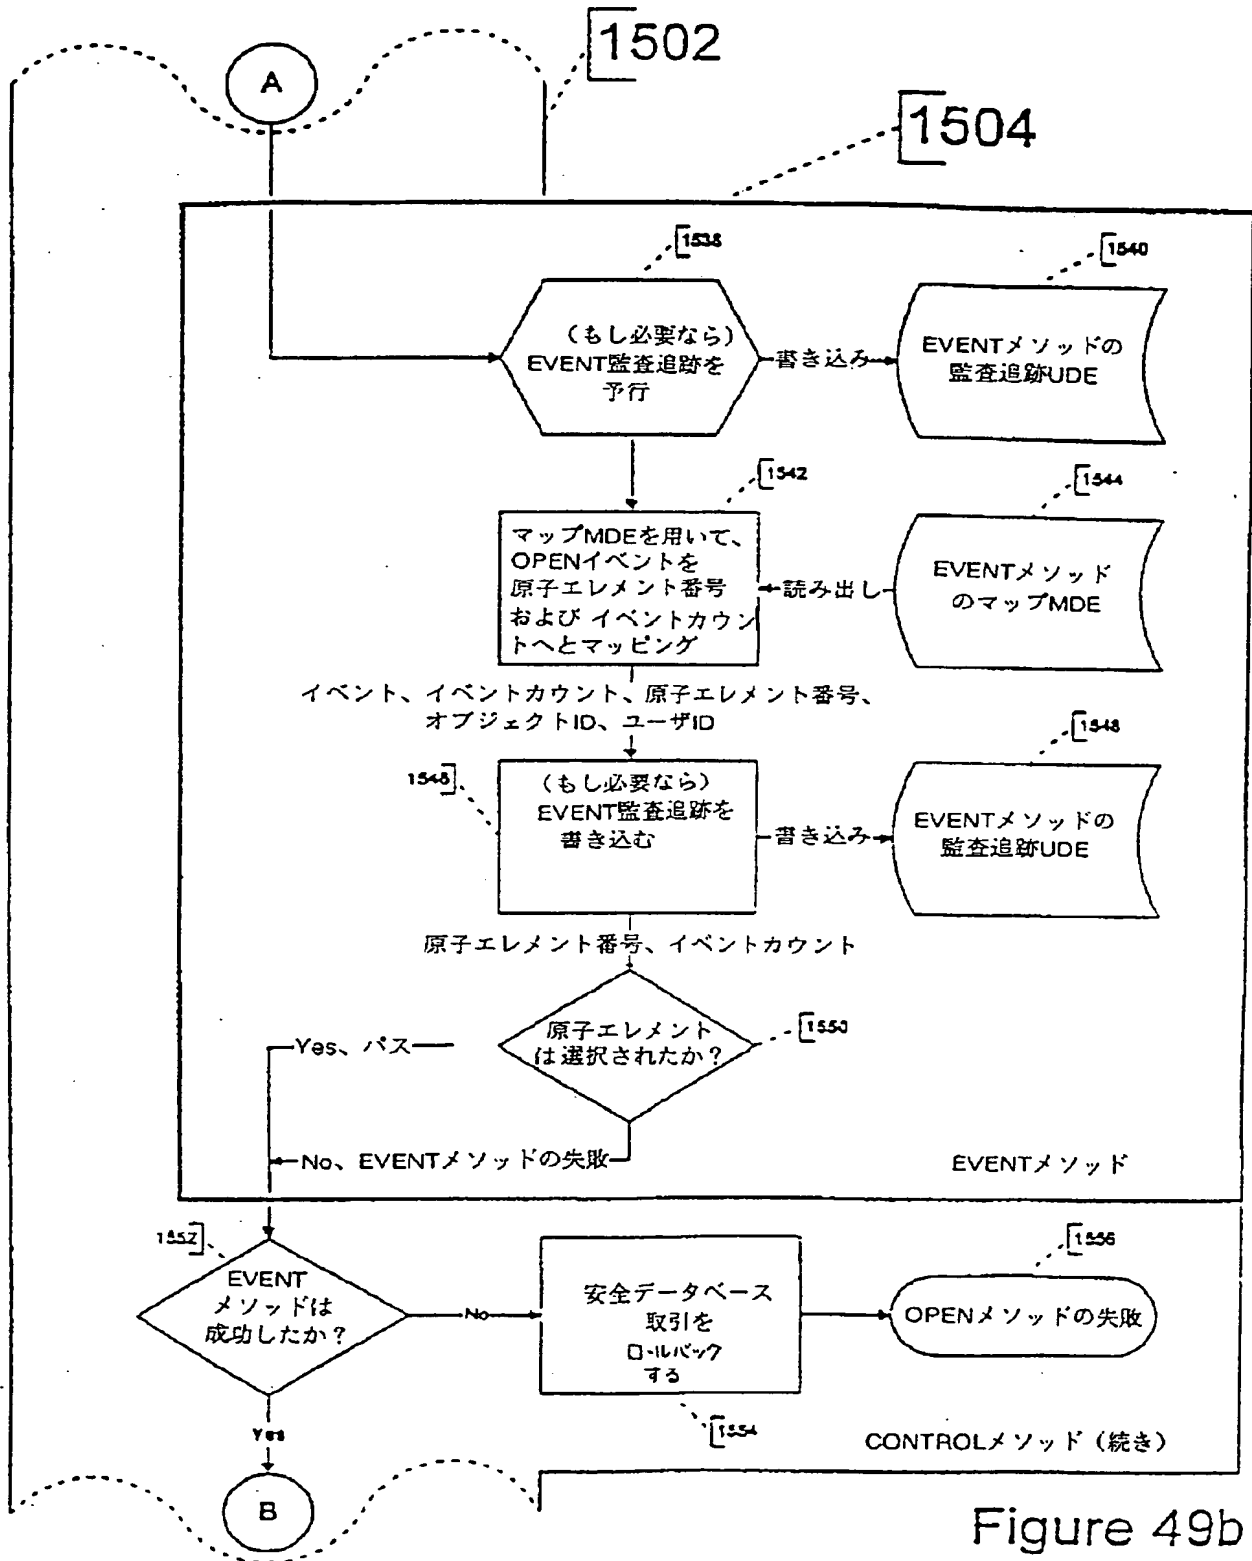 1502
A
1504
1538
1540
(もし必要なら)
EVENT監査追跡を
予行
書き込み
EVENTメソッドの
監査追跡UDE
1542
1544
マップMDEを用いて、
OPENイベントを
原子エレメント番号
および イベントカウン
トへとマッピング
読み出し
EVENTメソッド
のマップMDE
イベント、イベントカウント、原子エレメント番号、
オブジェクトID、ユーザID
1546
1548
(もし必要なら)
EVENT監査追跡を
書き込む
書き込み
EVENTメソッドの
監査追跡UDE
原子エレメント番号、イベントカウント
1550
原子エレメント
は選択されたか?
Yes、パス
No、EVENTメソッドの失敗
EVENTメソッド
1552
1556
EVENT
メソッドは
成功したか?
No
安全データベース
取引を
ロールバック
する
OPENメソッドの失敗
1554
Yes
CONTROLメソッド(続き)
B
Figure 49b